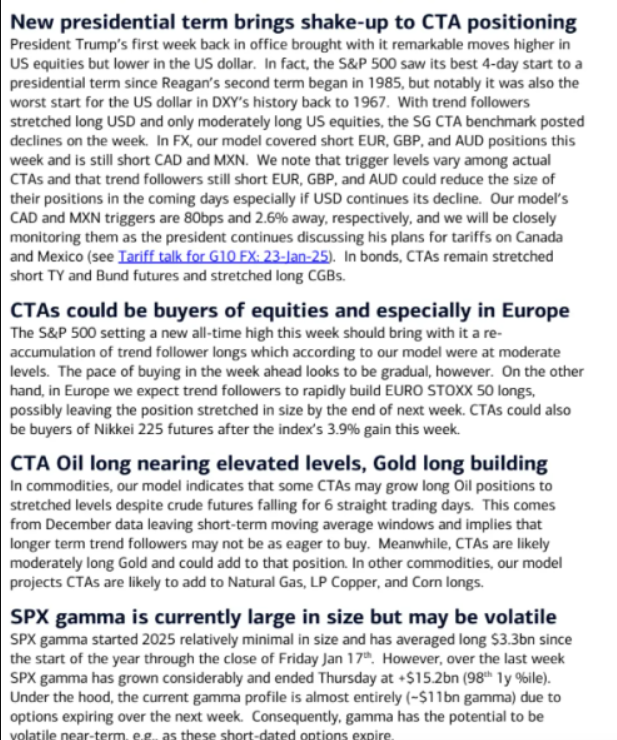 New presidential term brings shake-up to CTA positioning
President Trump's first week back in office brought with it remarkable moves higher in
US equities but lower in the US dollar.  In fact, the S&P 500 saw its best 4-day start to a
presidential term since Reagan's second term began in 1985, but notably it was also the
worst start for the US dollar in DXY's history back to 1967.  With trend followers
stretched long USD and only moderately long US equities, the SG CTA benchmark posted
declines on the week.  In FX, our model covered short EUR, GBP, and AUD positions this
week and is still short CAD and MXN.  We note that trigger levels vary among actual
CTAs and that trend followers still short EUR, GBP, and AUD could reduce the size of
their positions in the coming days especially if USD continues its decline.  Our model's
CAD and MXN triggers are 80bps and 2.6% away, respectively, and we will be closely
monitoring them as the president continues discussing his plans for tariffs on Canada
and Mexico (see Tariff talk for G10 FX: 23-Jan-25).  In bonds, CTAs remain stretched
short TY and Bund futures and stretched long CGBs.
CTAs could be buyers of equities and especially in Europe
The S&P 500 setting a new all-time high this week should bring with it a re-
accumulation of trend follower longs which according to our model were at moderate
levels.  The pace of buying in the week ahead looks to be gradual, however.  On the other
hand, in Europe we expect trend followers to rapidly build EURO STOXX 50 longs,
possibly leaving the position stretched in size by the end of next week. CTAs could also
be buyers of Nikkei 225 futures after the index's 3.9% gain this week.
CTA Oil long nearing elevated levels, Gold long building
In commodities, our model indicates that some CTAs may grow long Oil positions to
stretched levels despite crude futures falling for 6 straight trading days.  This comes
from December data leaving short-term moving average windows and implies that
longer term trend followers may not be as eager to buy.  Meanwhile, CTAs are likely
moderately long Gold and could add to that position. In other commodities, our model
projects CTAs are likely to add to Natural Gas, LP Copper, and Corn longs.
SPX gamma is currently large in size but may be volatile
SPX gamma started 2025 relatively minimal in size and has averaged long $3.3bn since
the start of the year through the close of Friday Jan 17th.  However, over the last week
SPX gamma has grown considerably and ended Thursday at +$15.2bn (98th 1y %ile).
Under the hood, the current gamma profile is almost entirely (~$11bn gamma) due to
options expiring over the next week.  Consequently, gamma has the potential to be
volatile near-term, e.g., as these short-dated options expire.